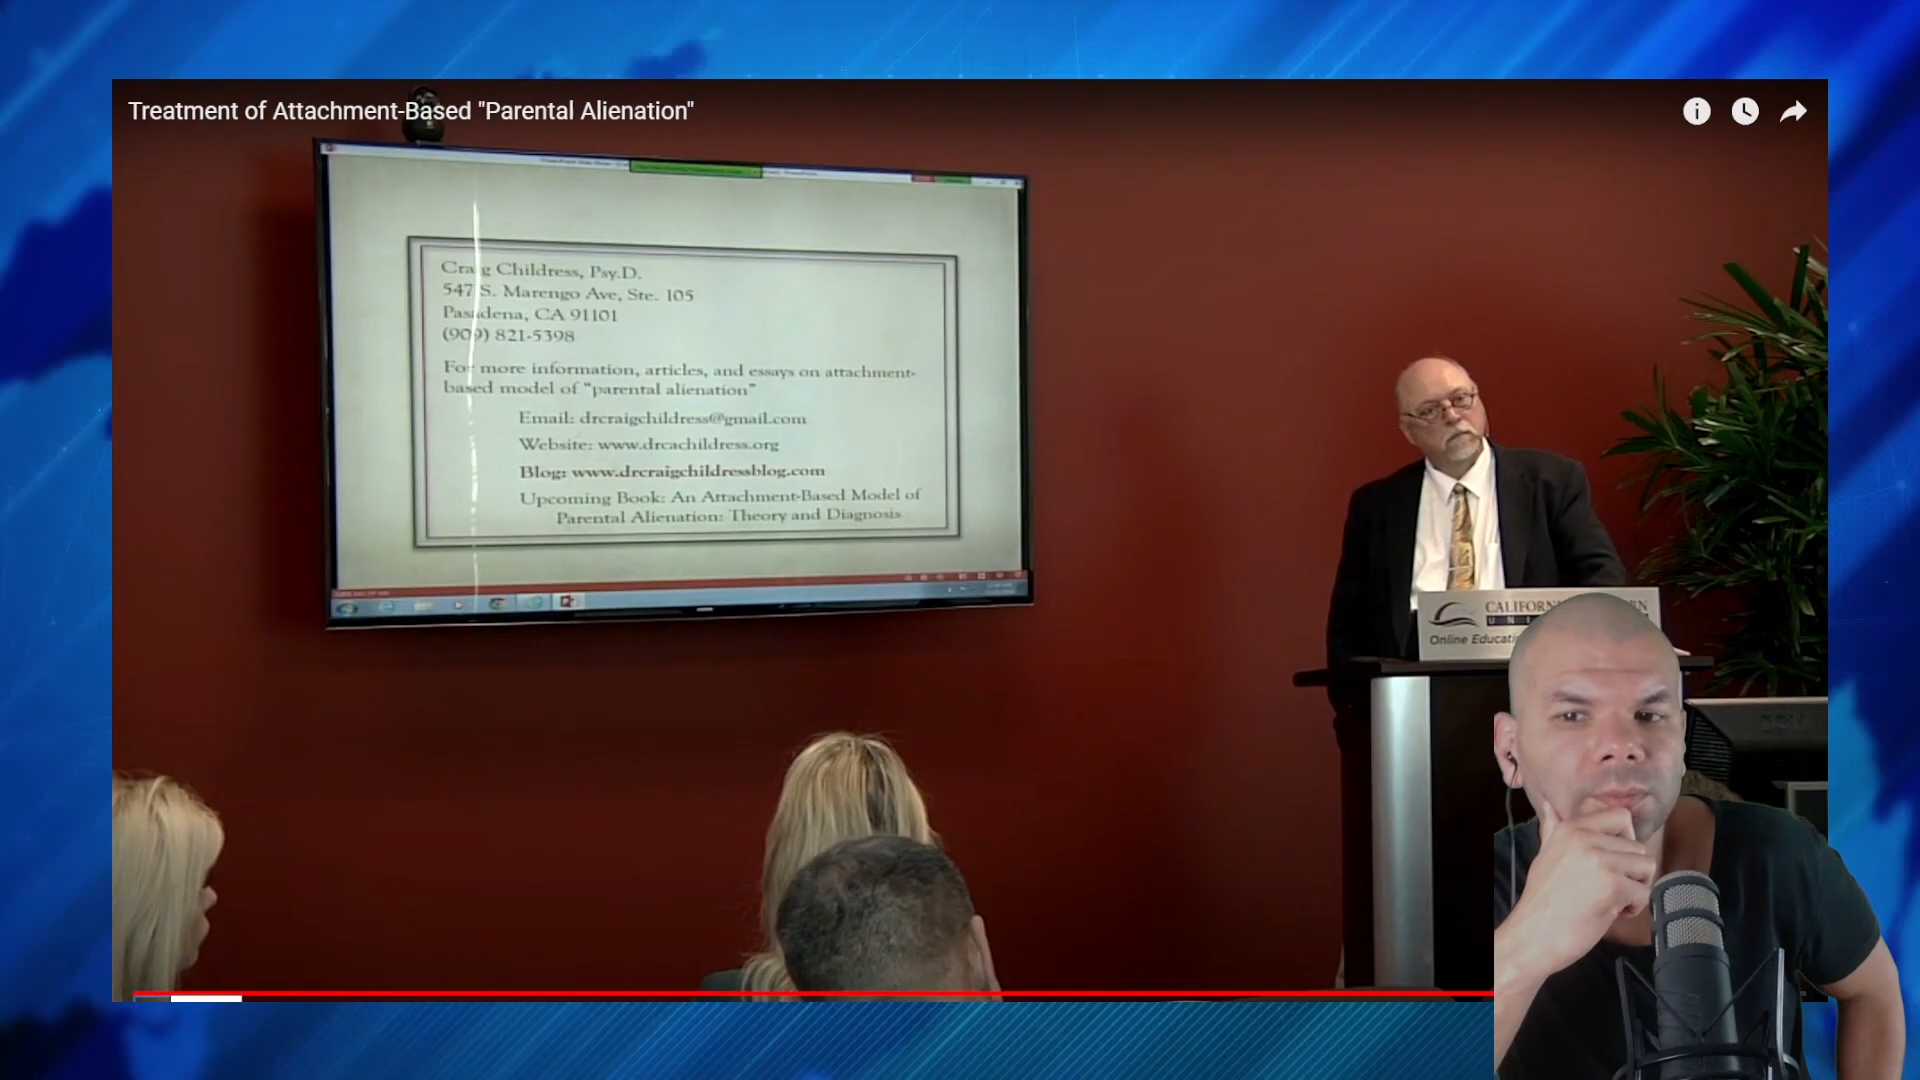 Treatment of Attachment-Based "Parental Alienation"
Craig Childress, Psy.D.
547 S. Marengo Ave, Ste. 105
Pasadena, CA 91101
(909) 821-5398
For more information, articles, and essays on attachment-
based model of "parental alienation"
Email: drcraigchildress@gmail.com
Website: www.drcachildress.org
Blog: www.drcraigchildressblog.com
Upcoming Book: An Attachment-Based Model of
Parental Alienation: Theory and Diagnosis
Online
DELL